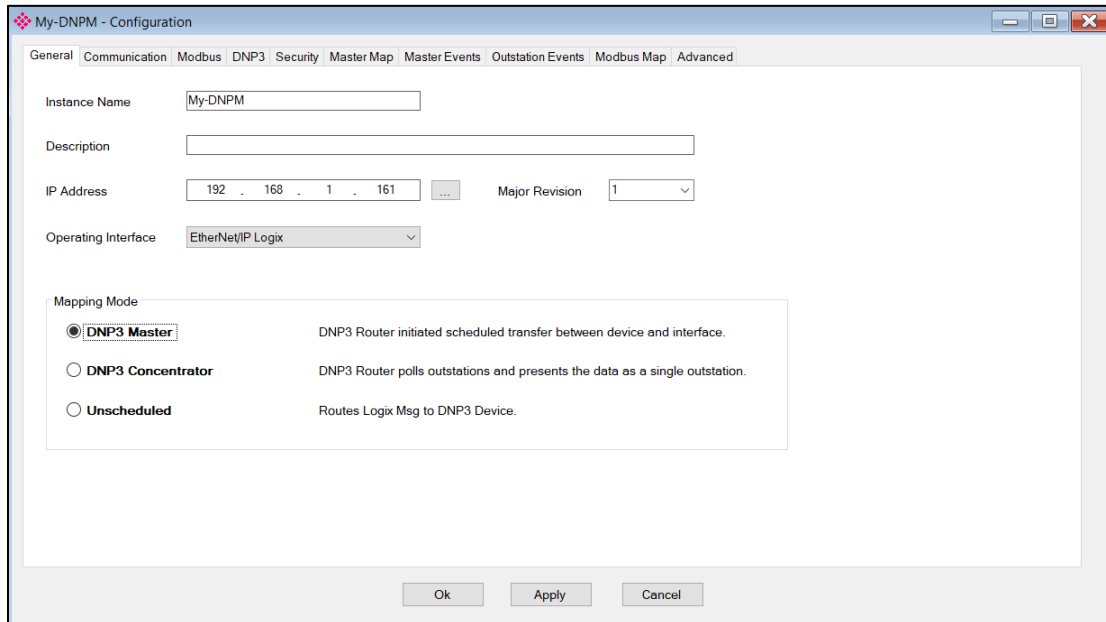 My-DNPM - Configuration
General Communication Modbus DNP3 Security Master Map Master Events Outstation Events Modbus Map Advanced
Instance Name My-DNPM
Description
IP Address 192 . 168 . 1 . 161 ... Major Revision 1
Operating Interface EtherNet/IP Logix
Mapping Mode
DNP3 Master DNP3 Router initiated scheduled transfer between device and interface.
DNP3 Concentrator DNP3 Router polls outstations and presents the data as a single outstation.
Unscheduled Routes Logix Msg to DNP3 Device.
Ok Apply Cancel